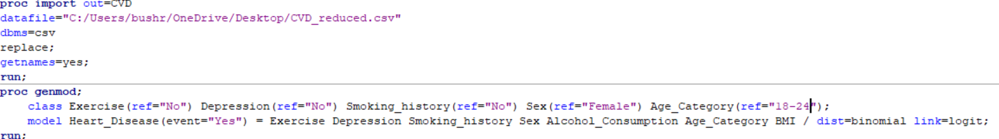 proc import out=CVD
datafile="C:/Users/bushr/OneDrive/Desktop/CVD_reduced.csv"
dbms=csv
replace;
getnames=yes;
run;
proc genmod;
class Exercise(ref="No") Depression(ref="No") Smoking_history(ref="No") Sex(ref="Female") Age_Category(ref="18-24");
model Heart_Disease(event="Yes") = Exercise Depression Smoking_history Sex Alcohol_Consumption Age_Category BMI / dist=binomial link=logit;
run;